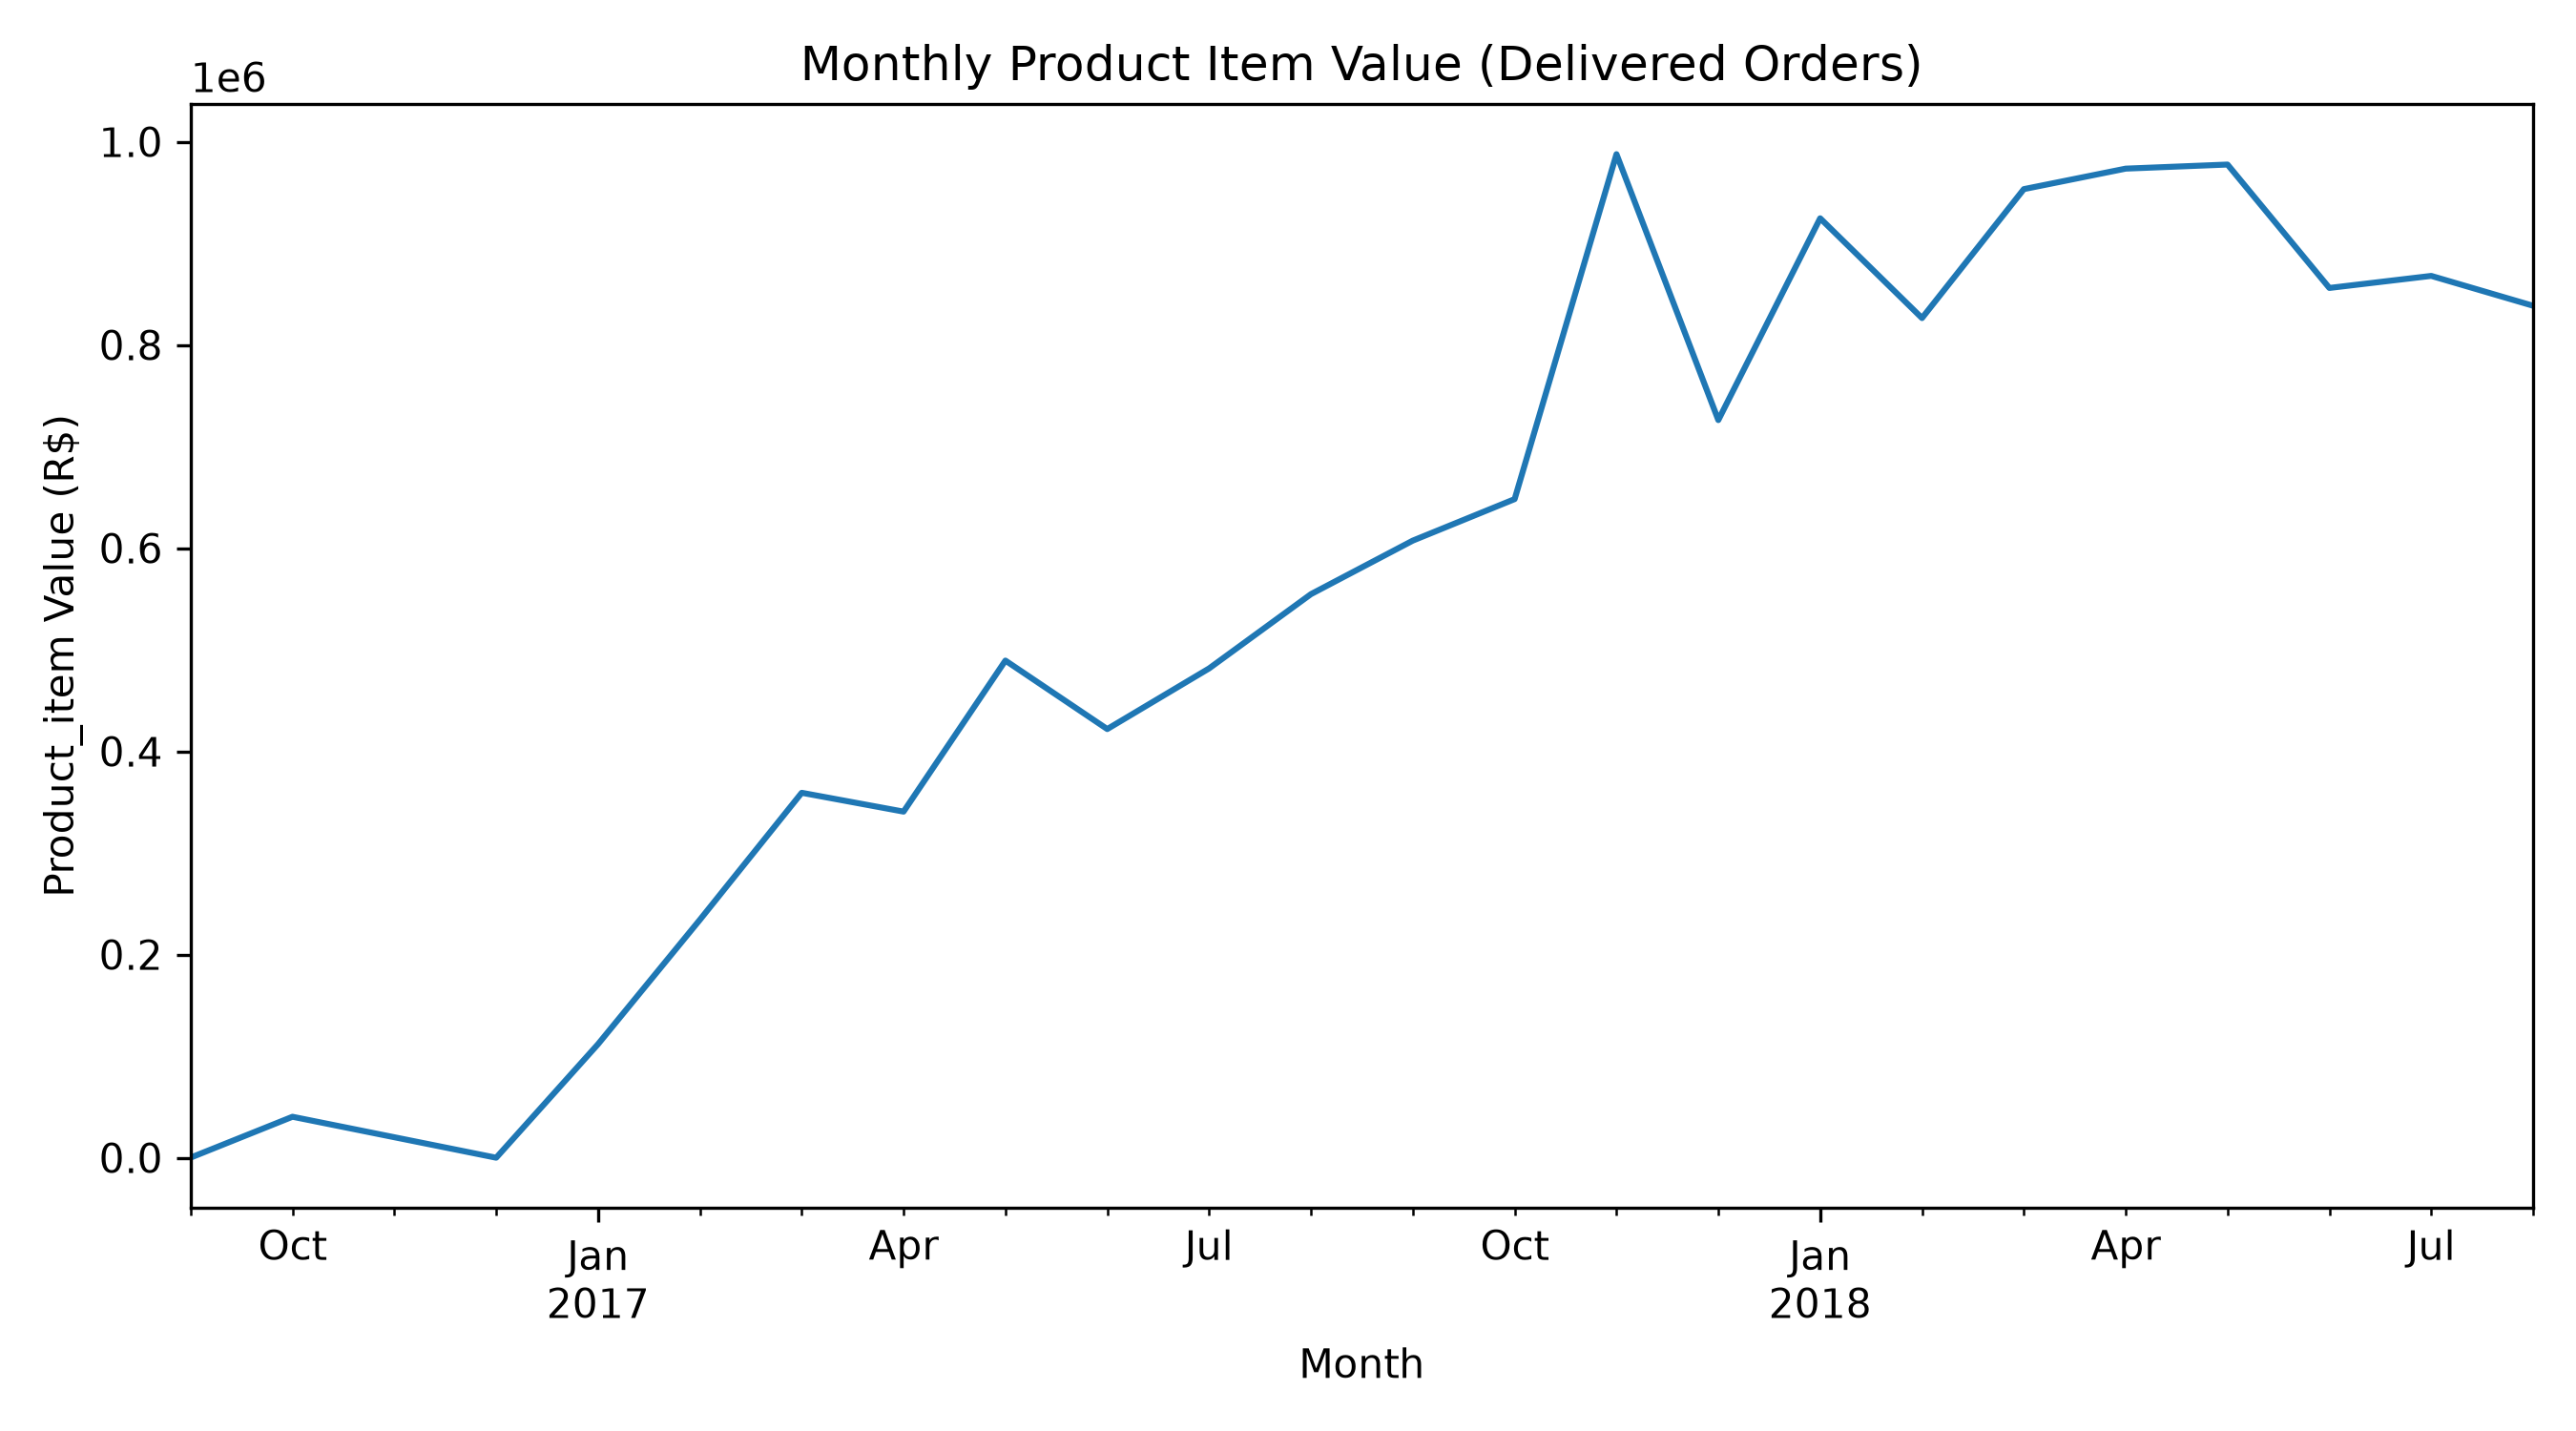 Monthly Product Item Value (Delivered Orders)
1e6
1.0
0.8
0.6
0.4
0.2
0.0
Product_item Value (R$)
Oct
Jan
2017
Apr
Jul
Oct
Jan
2018
Apr
Jul
Month